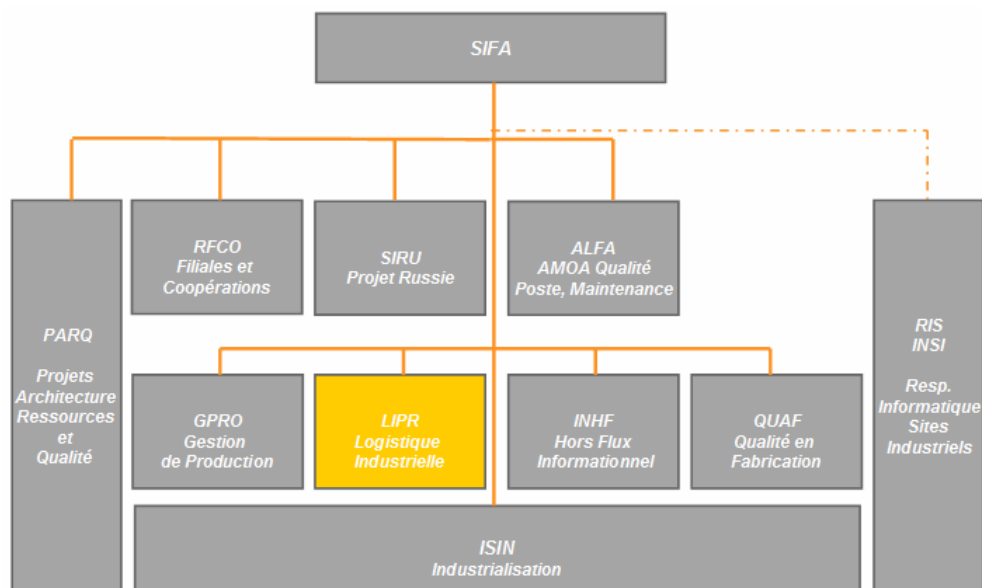 SIFA
RFCO
Filiales et
Coopérations
SIRU
Projet Russie
ALFA
AMOA Qualité
Poste, Maintenance
PARQ
Projets
Architecture
Ressources
et
Qualité
RIS
INSI
Resp.
Informatique
Sites
Industriels
GPRO
Gestion
de Production
LIPR
Logistique
Industrielle
INHF
Hors Flux
Informationnel
QUAF
Qualité en
Fabrication
ISIN
Industrialisation